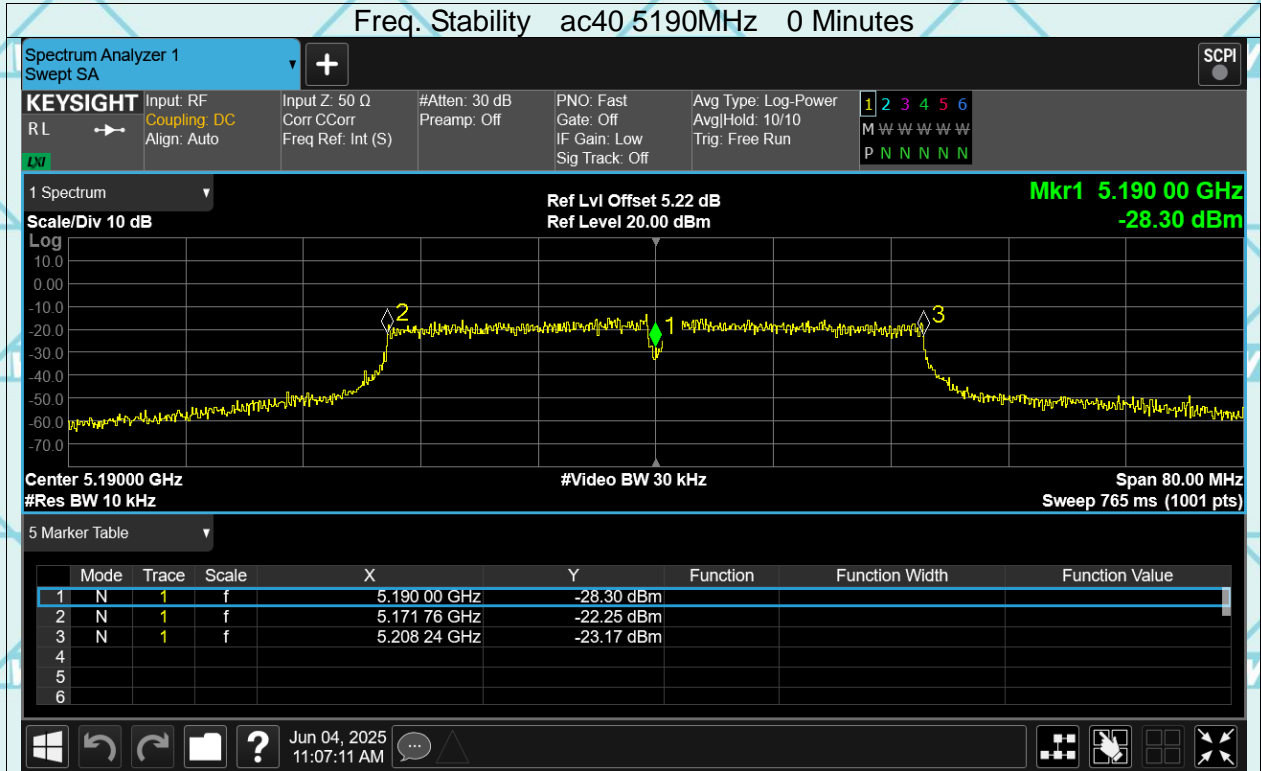 Freq. Stability ac40 5190MHz 0 Minutes
Spectrum Analyzer 1
Swept SA
+
SCPI
KEYSIGHT
RL
LXI
Input: RF
Coupling: DC
Align: Auto
Input Z: 50 Ω
Corr CCorr
Freq Ref: Int (S)
#Atten: 30 dB
Preamp: Off
PNO: Fast
Gate: Off
IF Gain: Low
Sig Track: Off
Avg Type: Log-Power
Avg|Hold: 10/10
Trig: Free Run
1 2 3 4 5 6
M W W W W W
P N N N N N
1 Spectrum
Scale/Div 10 dB
Ref Lvl Offset 5.22 dB
Ref Level 20.00 dBm
Mkr1 5.190 00 GHz
-28.30 dBm
Log
10.0
0.00
-10.0
-20.0
-30.0
-40.0
-50.0
-60.0
-70.0
2
1
3
Center 5.19000 GHz
#Video BW 30 kHz
Span 80.00 MHz
#Res BW 10 kHz
Sweep 765 ms (1001 pts)
5 Marker Table
Mode Trace Scale X Y Function Function Width Function Value
1 N 1 f 5.190 00 GHz -28.30 dBm
2 N 1 f 5.171 76 GHz -22.25 dBm
3 N 1 f 5.208 24 GHz -23.17 dBm
4
5
6
?
Jun 04, 2025
11:07:11 AM